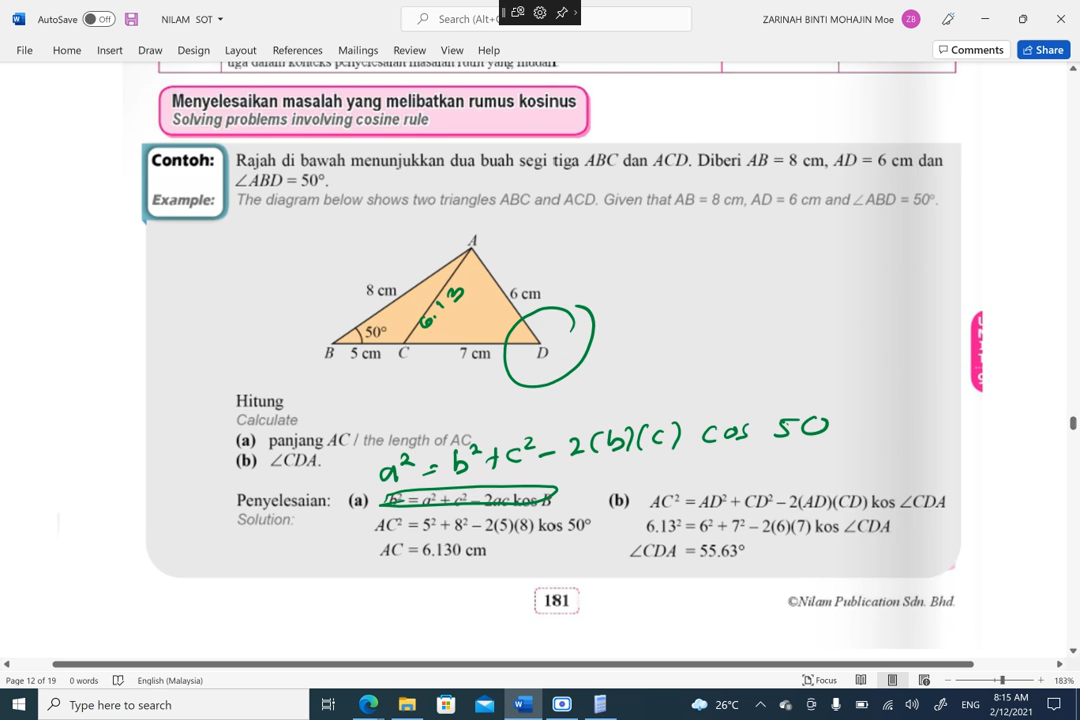 AutoSave Off NILAM SOT Search (Alt+ ZARINAH BINTI MOHAJIN Moe ZB
File Home Insert Draw Design Layout References Mailings Review View Help Comments Share
tiga dalam konteks penyelesaian masalah rutin yang mudah.
Menyelesaikan masalah yang melibatkan rumus kosinus
Solving problems involving cosine rule
Contoh: Rajah di bawah menunjukkan dua buah segi tiga ABC dan ACD. Diberi AB = 8 cm, AD = 6 cm dan
∠ABD = 50°.
Example: The diagram below shows two triangles ABC and ACD. Given that AB = 8 cm, AD = 6 cm and ∠ABD = 50°.
A
8 cm 6.13 6 cm
50°
B 5 cm C 7 cm D
Hitung
Calculate
(a) panjang AC / the length of AC
(b) ∠CDA.
a² = b² + c² - 2(b)(c) cos 50
Penyelesaian: (a) b² = a² + c² – 2ac kos B (b) AC² = AD² + CD² – 2(AD)(CD) kos ∠CDA
Solution: AC² = 5² + 8² – 2(5)(8) kos 50° 6.13² = 6² + 7² – 2(6)(7) kos ∠CDA
AC = 6.130 cm ∠CDA = 55.63°
181
©Nilam Publication Sdn. Bhd.
Page 12 of 19 0 words English (Malaysia) Focus 183%
Type here to search 26°C ENG 8:15 AM
2/12/2021